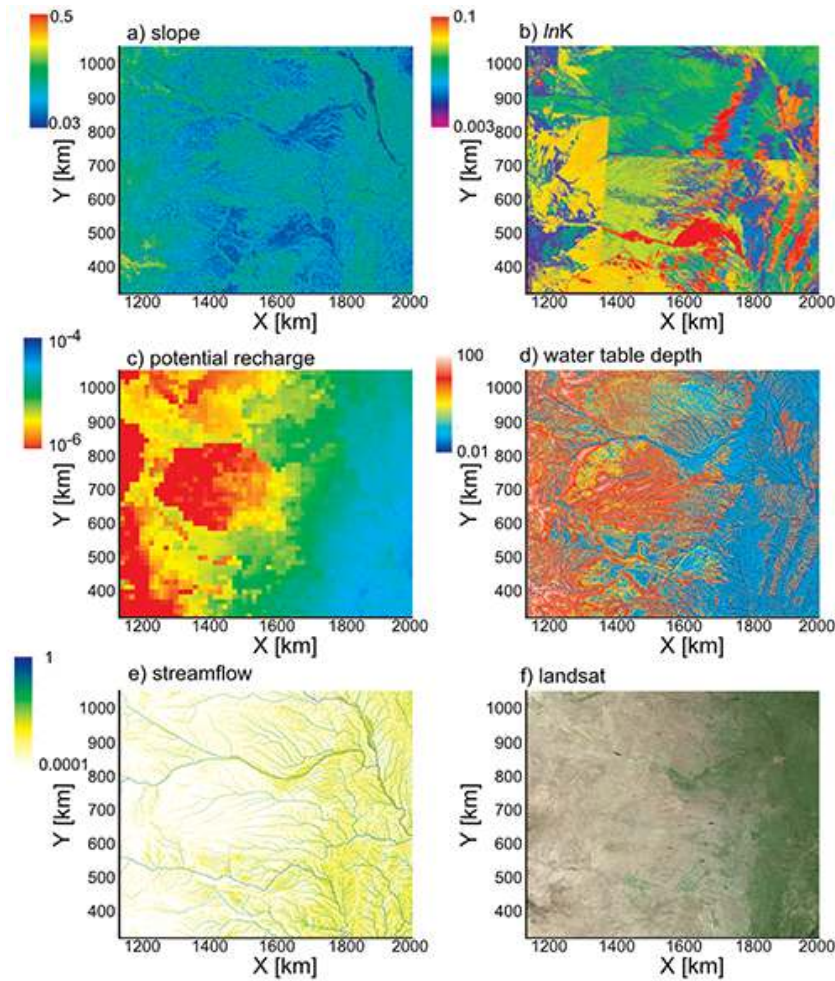 0.5
a) slope
0.03
1000
900
800
700
600
500
400
Y [km]
1200 1400 1600 1800 2000
X [km]
0.1
b) lnK
0.003
1000
900
800
700
600
500
400
Y [km]
1200 1400 1600 1800 2000
X [km]
10-4
c) potential recharge
10-6
1000
900
800
700
600
500
400
Y [km]
1200 1400 1600 1800 2000
X [km]
100
d) water table depth
0.01
1000
900
800
700
600
500
400
Y [km]
1200 1400 1600 1800 2000
X [km]
1
e) streamflow
0.0001
1000
900
800
700
600
500
400
Y [km]
1200 1400 1600 1800 2000
X [km]
f) landsat
1000
900
800
700
600
500
400
Y [km]
1200 1400 1600 1800 2000
X [km]